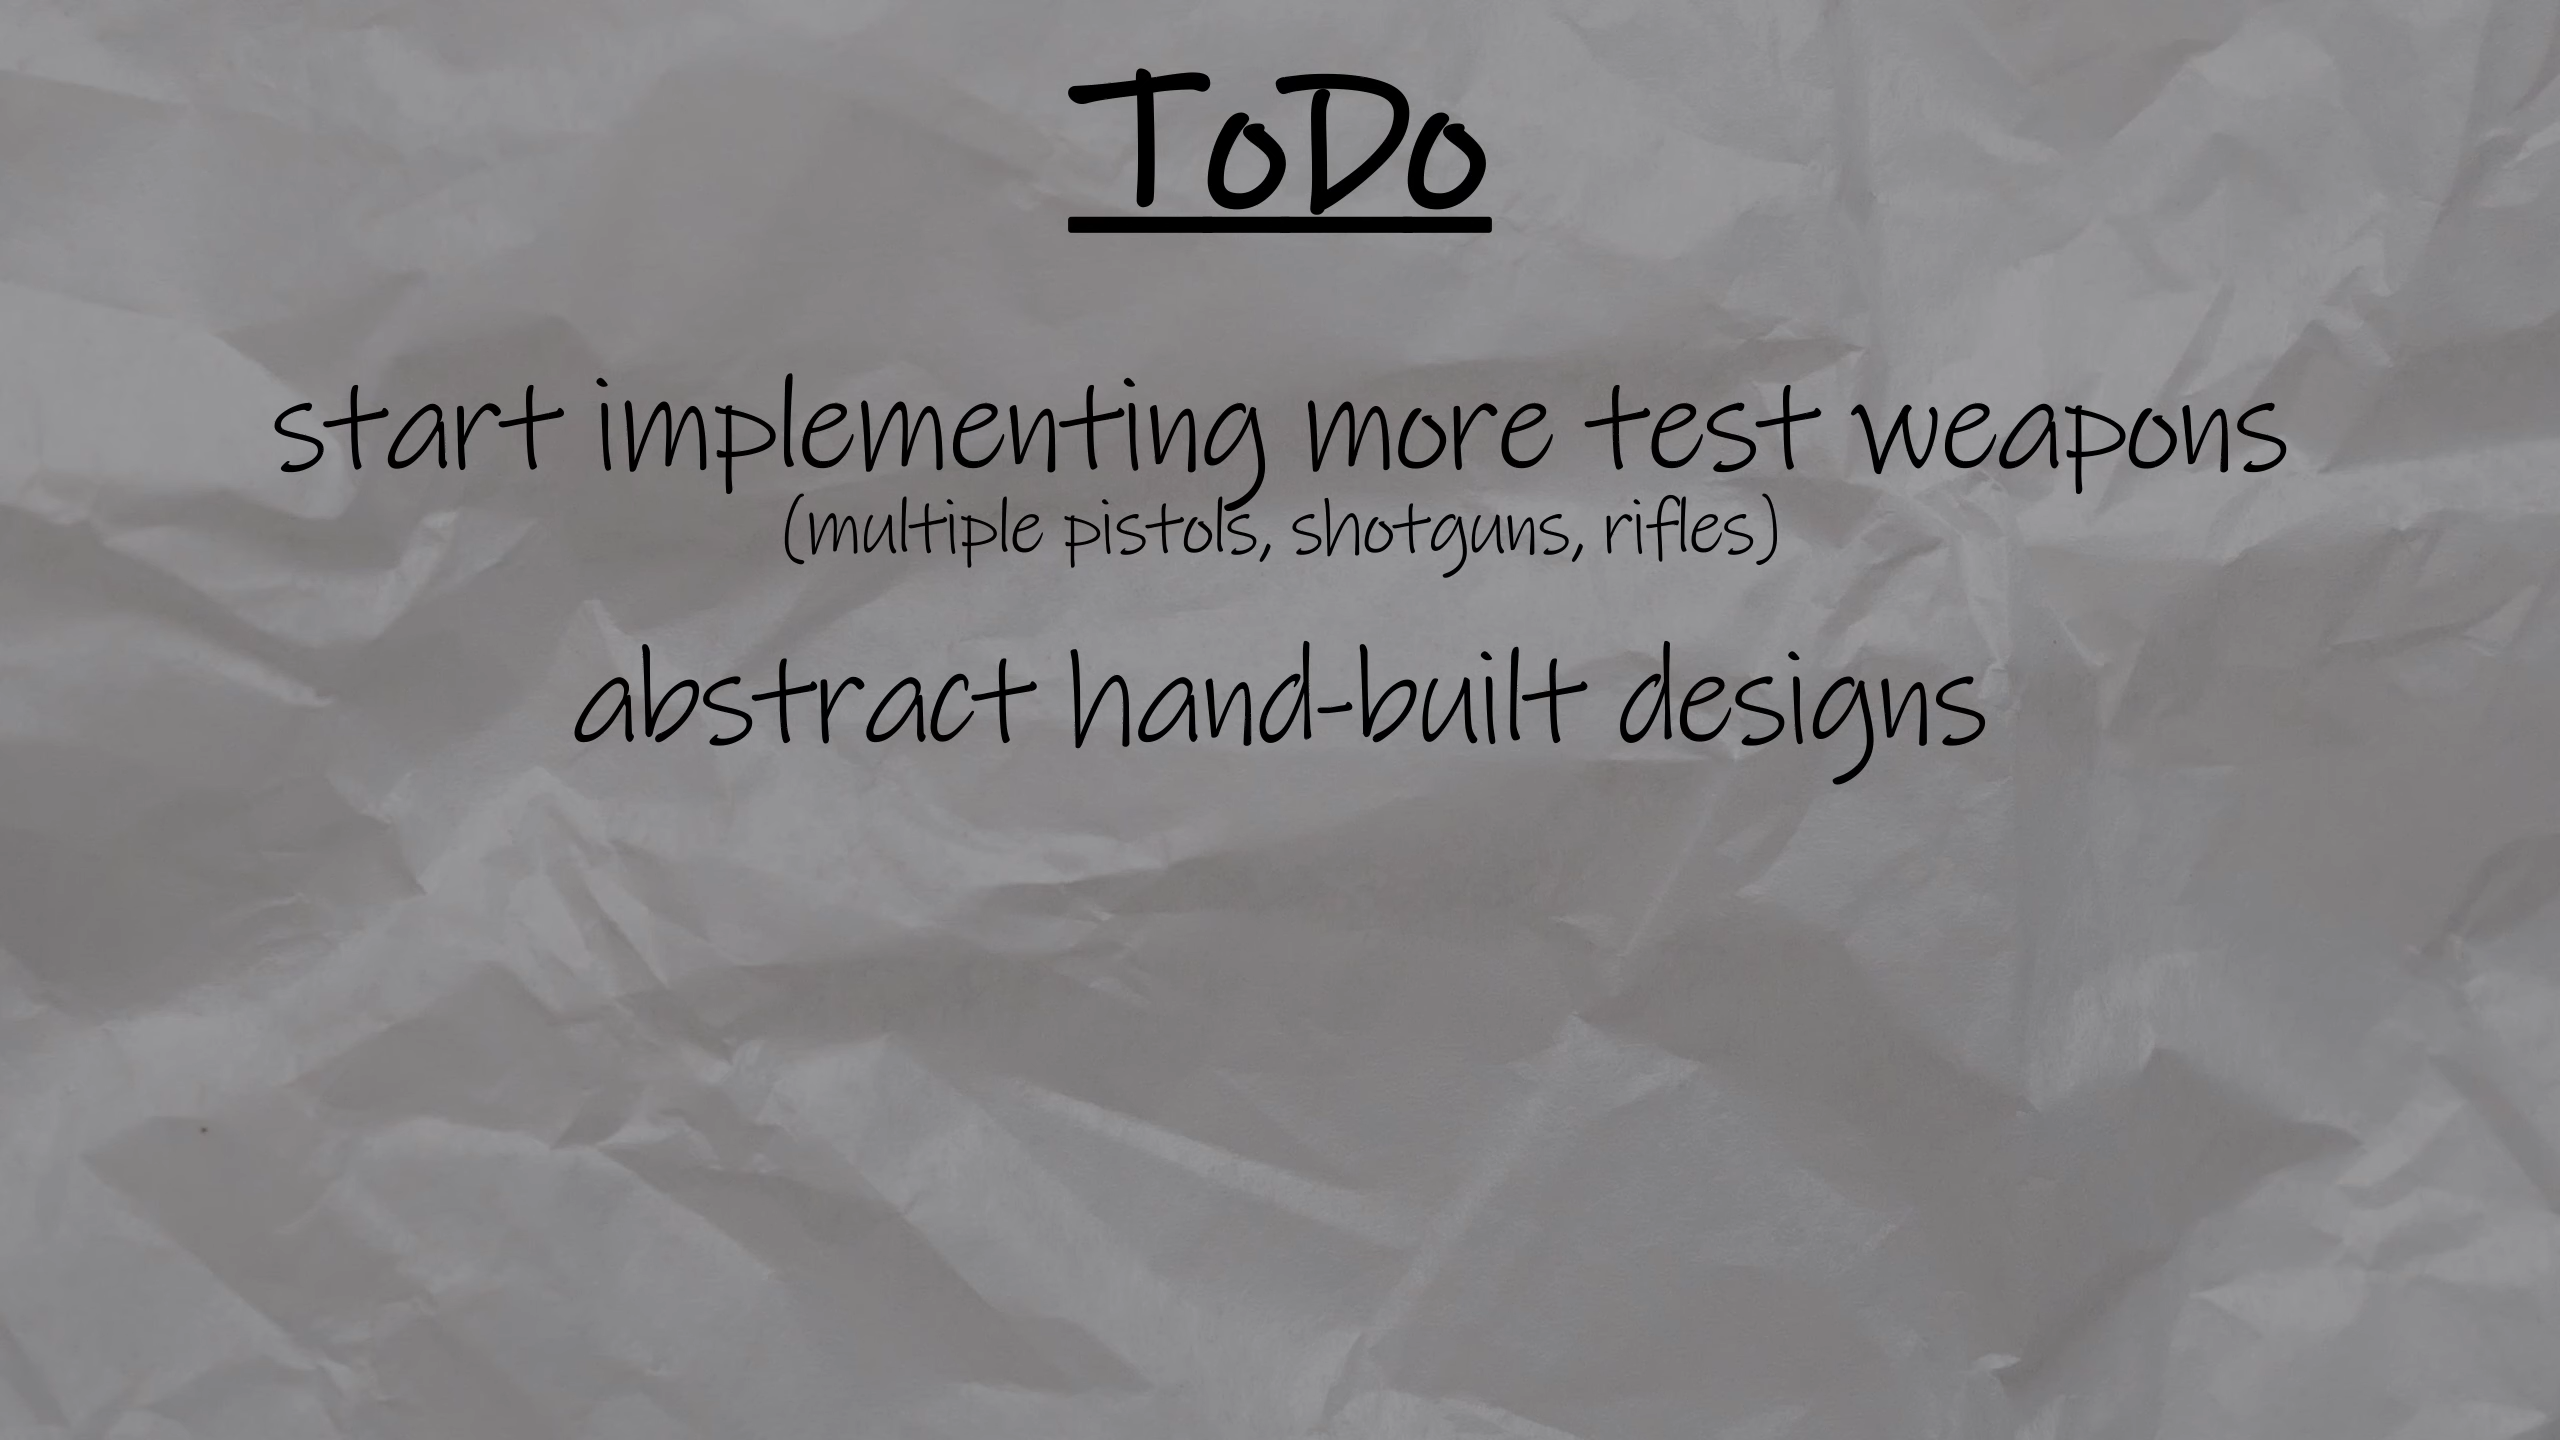 ToDo
start implementing more test weapons
(multiple pistols, shotguns, rifles)
abstract hand-built designs